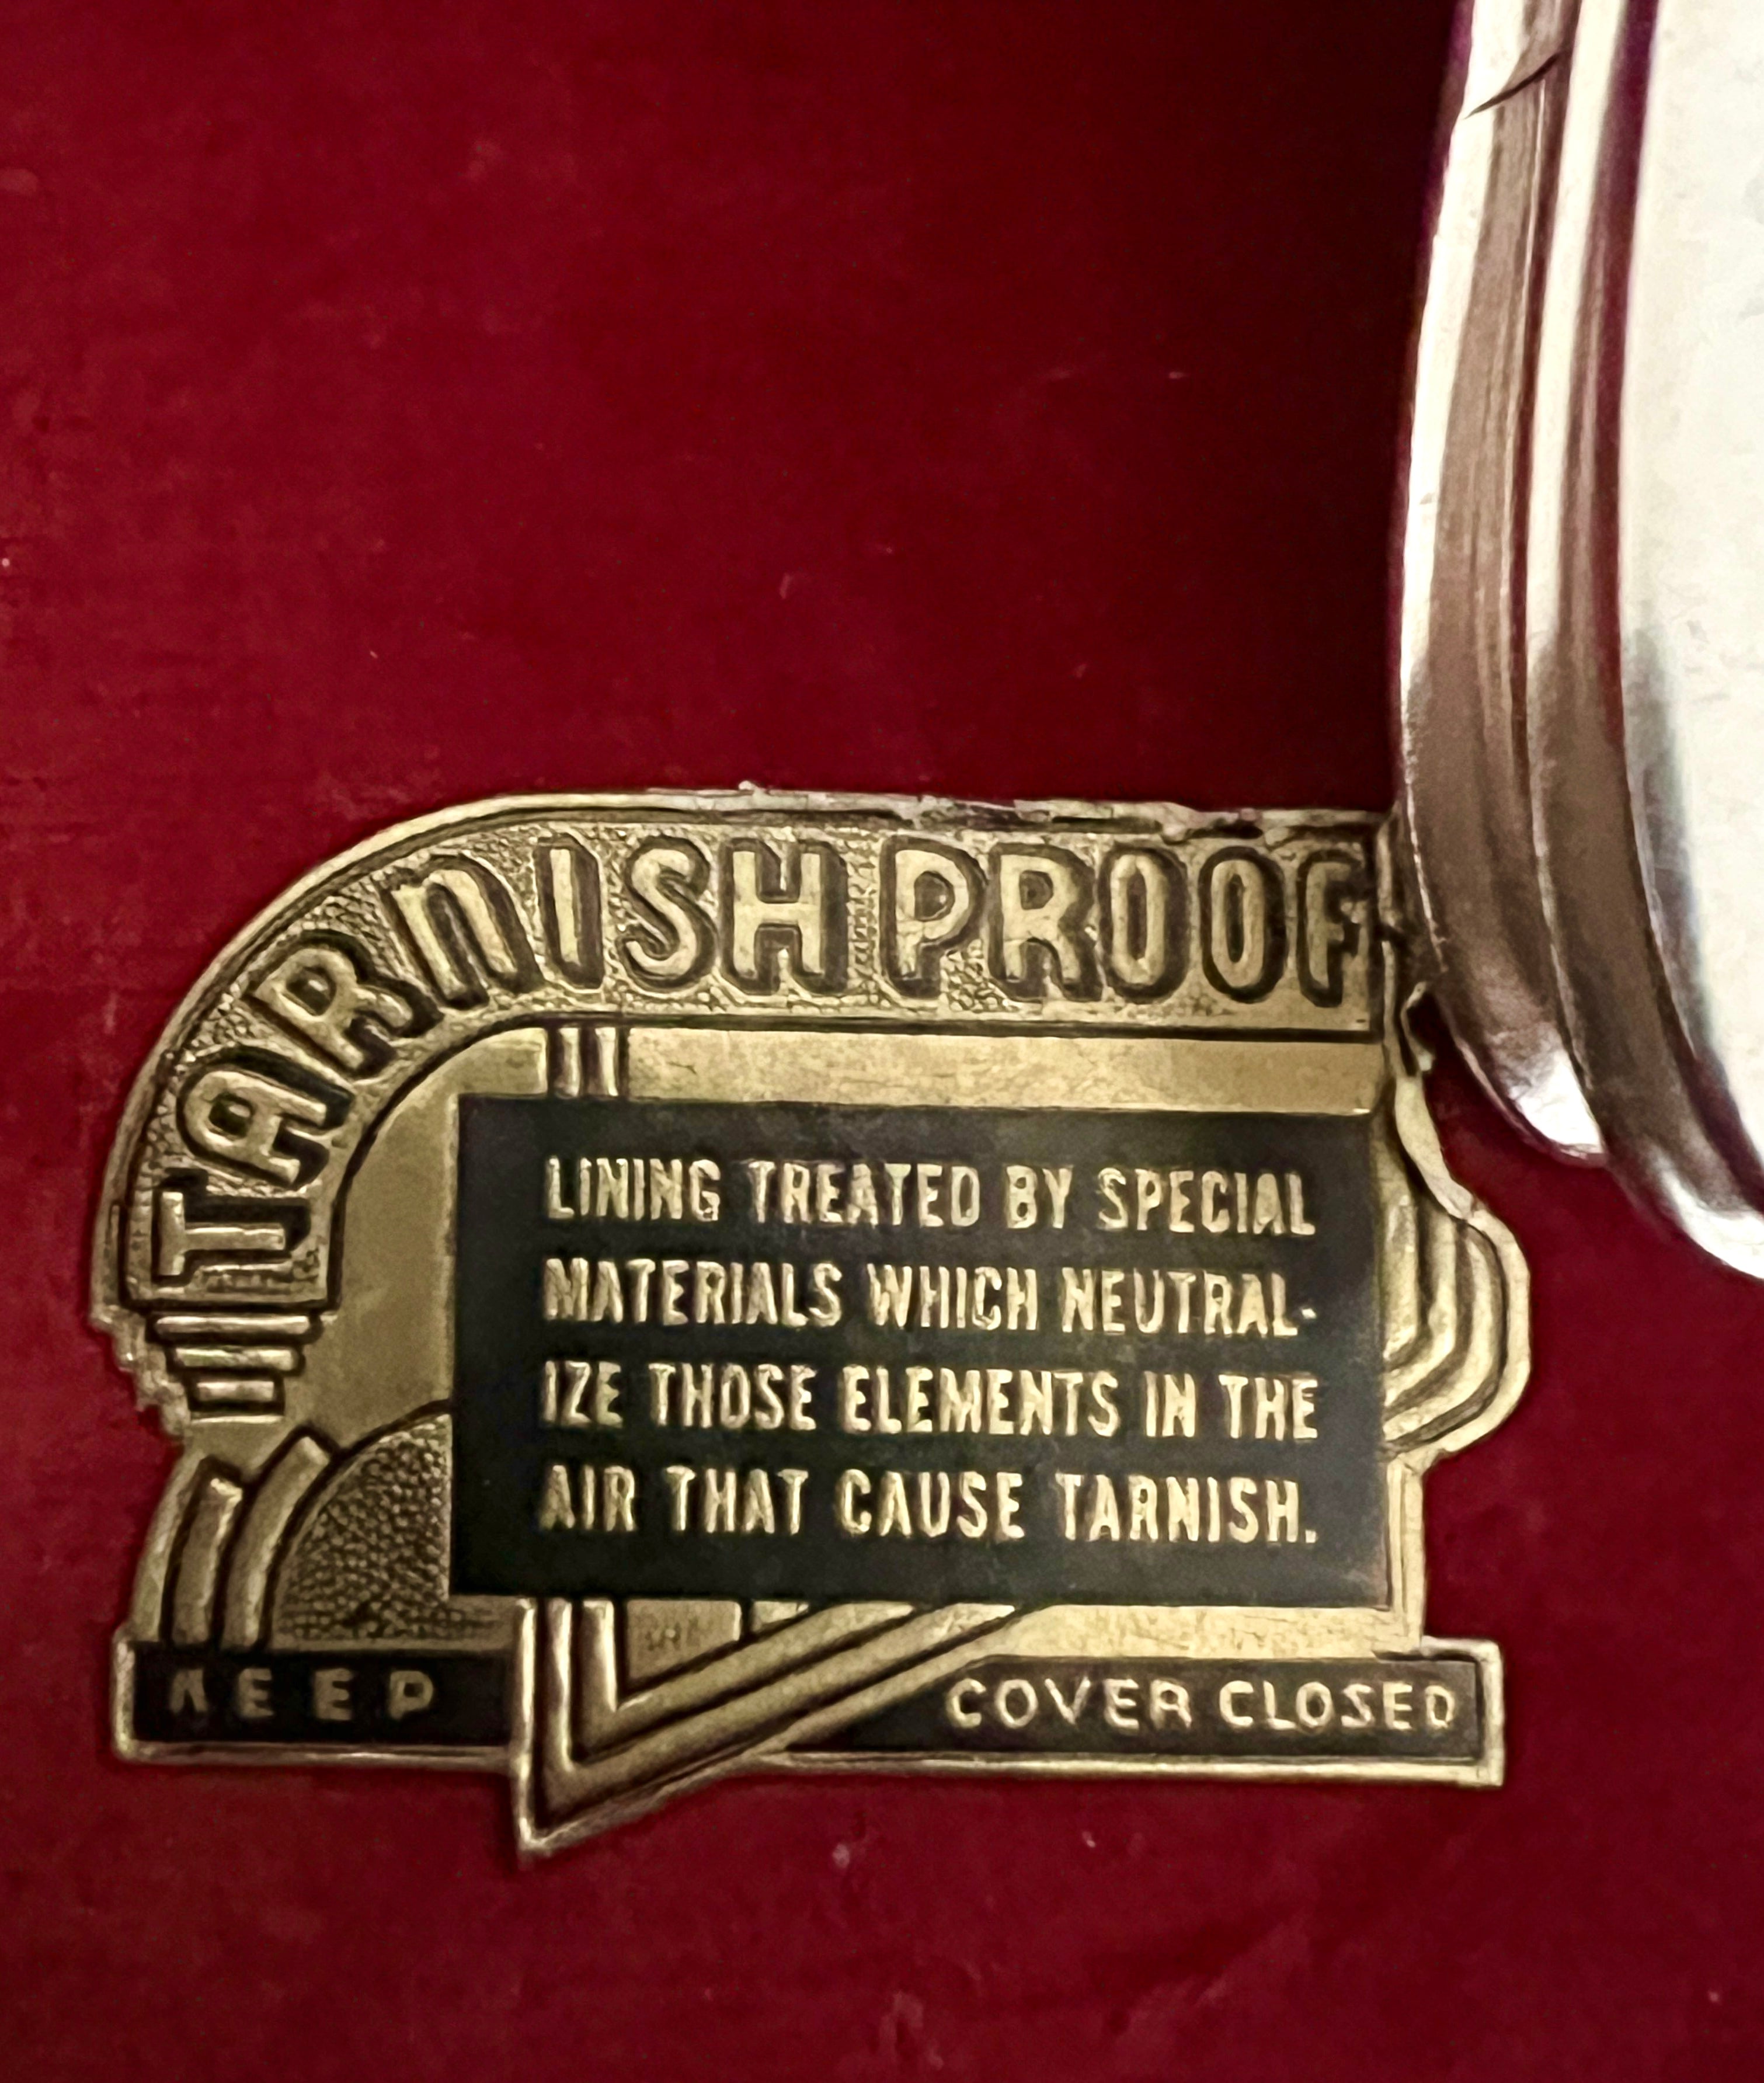 TARNISH PROOF
LINING TREATED BY SPECIAL
MATERIALS WHICH NEUTRAL-
IZE THOSE ELEMENTS IN THE
AIR THAT CAUSE TARNISH.
KEEP COVER CLOSED